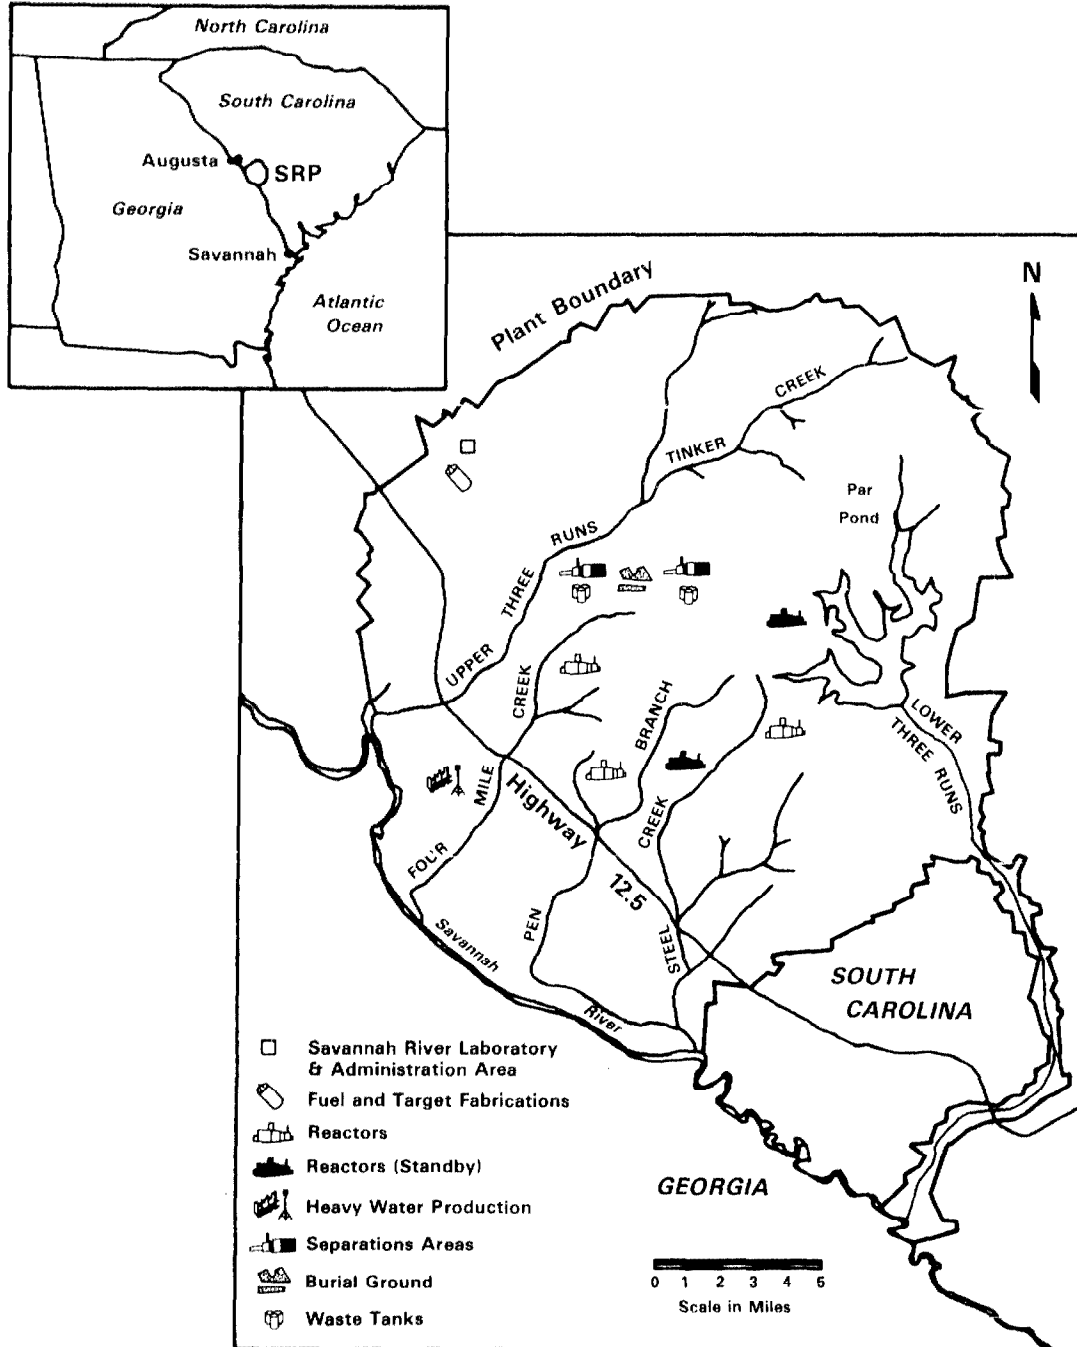 North Carolina
South Carolina
Augusta
SRP
Georgia
Savannah
Atlantic
Ocean
Plant Boundary
N
CREEK
TINKER
Par
Pond
RUNS
THREE
UPPER
CREEK
BRANCH
LOWER
THREE RUNS
MILE
Highway
CREEK
FOUR
12.5
PEN
Savannah
STEEL
River
SOUTH
CAROLINA
Savannah River Laboratory
& Administration Area
Fuel and Target Fabrications
Reactors
Reactors (Standby)
Heavy Water Production
Separations Areas
Burial Ground
Waste Tanks
GEORGIA
0 1 2 3 4 5
Scale in Miles